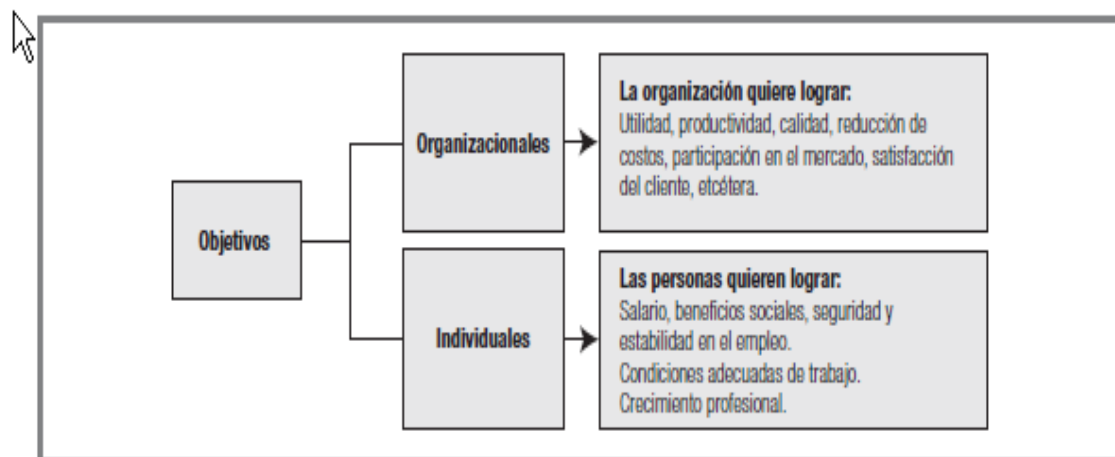 Objetivos
Organizacionales
La organización quiere lograr:
Utilidad, productividad, calidad, reducción de
costos, participación en el mercado, satisfacción
del cliente, etcétera.
Individuales
Las personas quieren lograr:
Salario, beneficios sociales, seguridad y
estabilidad en el empleo.
Condiciones adecuadas de trabajo.
Crecimiento profesional.